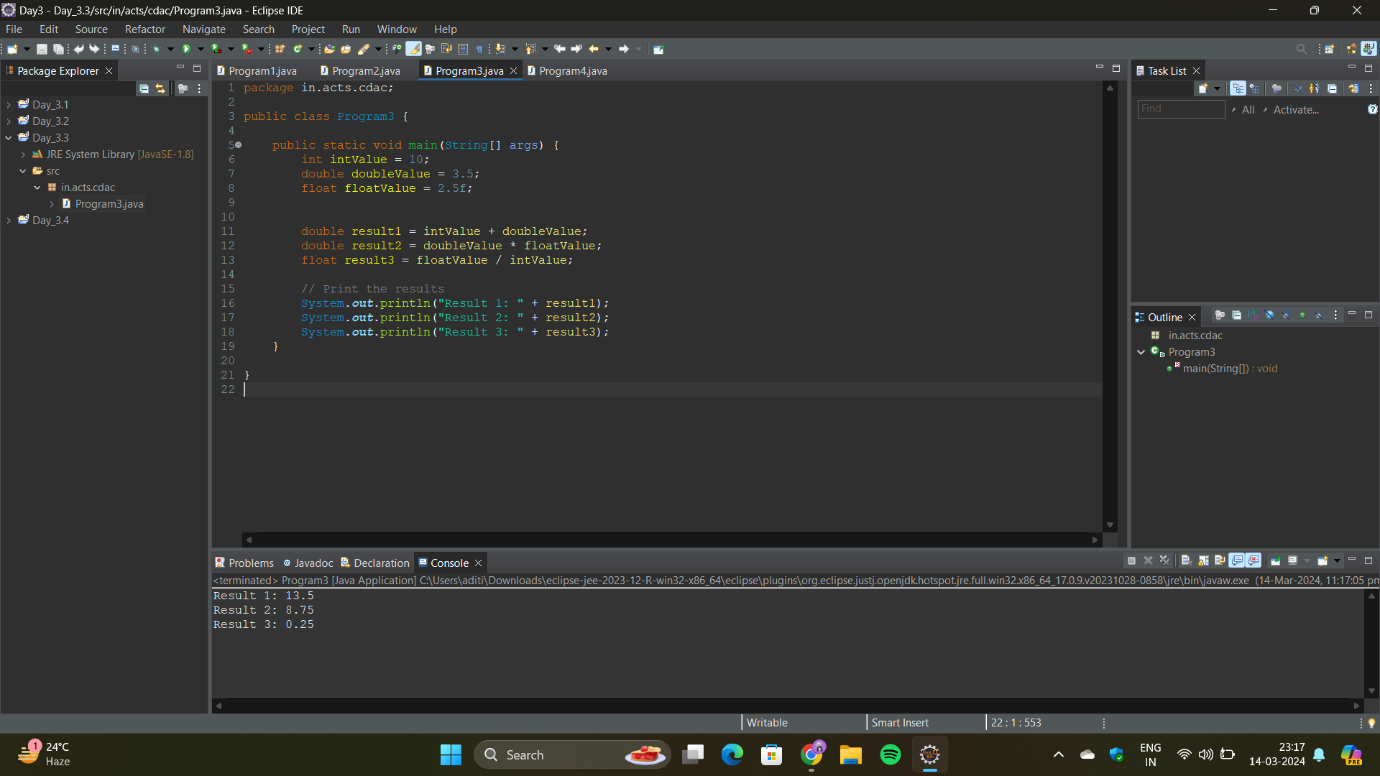 Day3 - Day_3.3/src/in/acts/cdac/Program3.java - Eclipse IDE
File Edit Source Refactor Navigate Search Project Run Window Help
Package Explorer
Day_3.1
Day_3.2
Day_3.3
JRE System Library [JavaSE-1.8]
src
in.acts.cdac
Program3.java
Day_3.4
Program1.java Program2.java Program3.java Program4.java
1 package in.acts.cdac;
2
3 public class Program3 {
4
5 public static void main(String[] args) {
6 int intValue = 10;
7 double doubleValue = 3.5;
8 float floatValue = 2.5f;
9
10
11 double result1 = intValue + doubleValue;
12 double result2 = doubleValue * floatValue;
13 float result3 = floatValue / intValue;
14
15 // Print the results
16 System.out.println("Result 1: " + result1);
17 System.out.println("Result 2: " + result2);
18 System.out.println("Result 3: " + result3);
19 }
20
21 }
22
Task List
Find All Activate...
Outline
in.acts.cdac
Program3
main(String[]) : void
Problems Javadoc Declaration Console
<terminated> Program3 [Java Application] C:\Users\aditi\Downloads\eclipse-jee-2023-12-R-win32-x86_64\eclipse\plugins\org.eclipse.justj.openjdk.hotspot.jre.full.win32.x86_64_17.0.9.v20231028-0858\jre\bin\javaw.exe (14-Mar-2024, 11:17:05 pm
Result 1: 13.5
Result 2: 8.75
Result 3: 0.25
Writable Smart Insert 22 : 1 : 553
1
24°C
Haze
Search
ENG
IN
23:17
14-03-2024
PRE